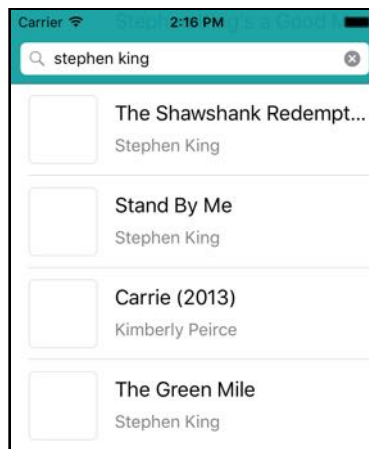 Carrier 2:16 PM
stephen king
The Shawshank Redempt...
Stephen King
Stand By Me
Stephen King
Carrie (2013)
Kimberly Peirce
The Green Mile
Stephen King